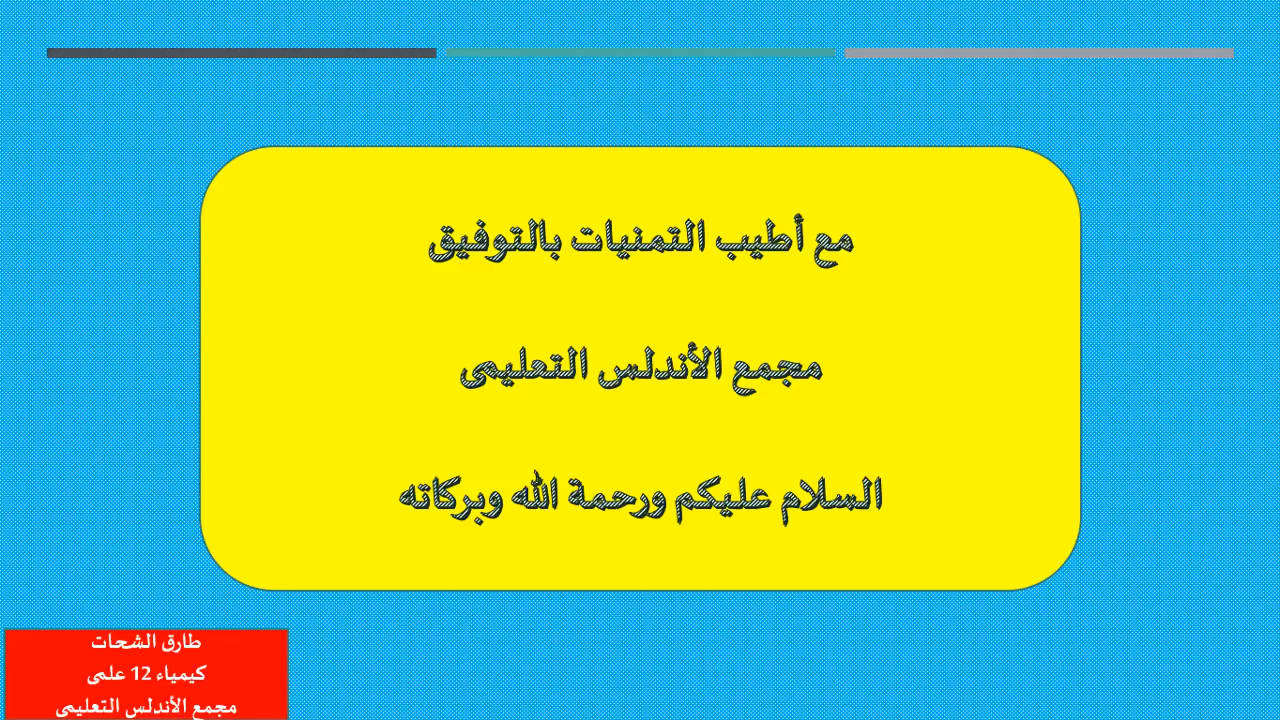 مع أطيب التمنيات بالتوفيق
مجمع الأندلس التعليمى
السلام عليكم ورحمة الله وبركاته
طارق الشحات
كيمياء 12 علمى
مجمع الأندلس التعليمى